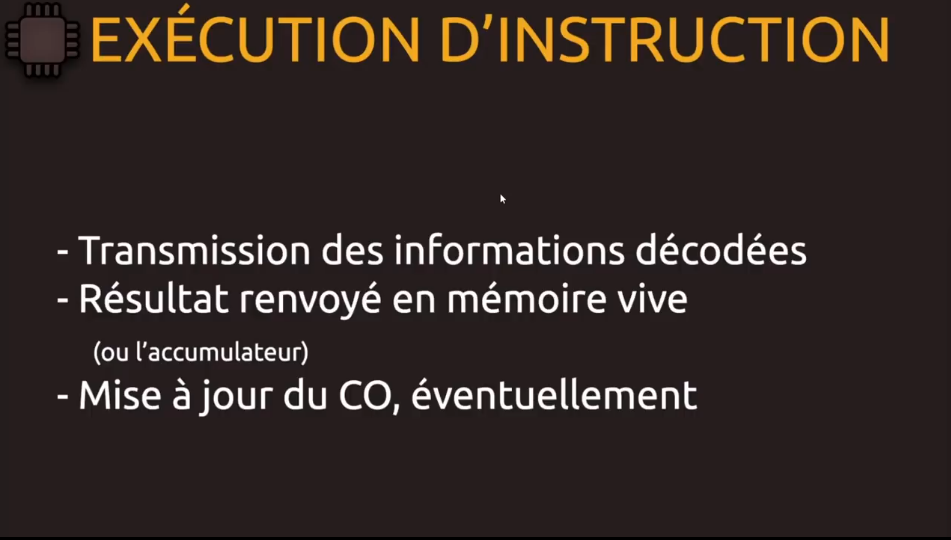 EXÉCUTION D’INSTRUCTION
- Transmission des informations décodées
- Résultat renvoyé en mémoire vive
(ou l’accumulateur)
- Mise à jour du CO, éventuellement